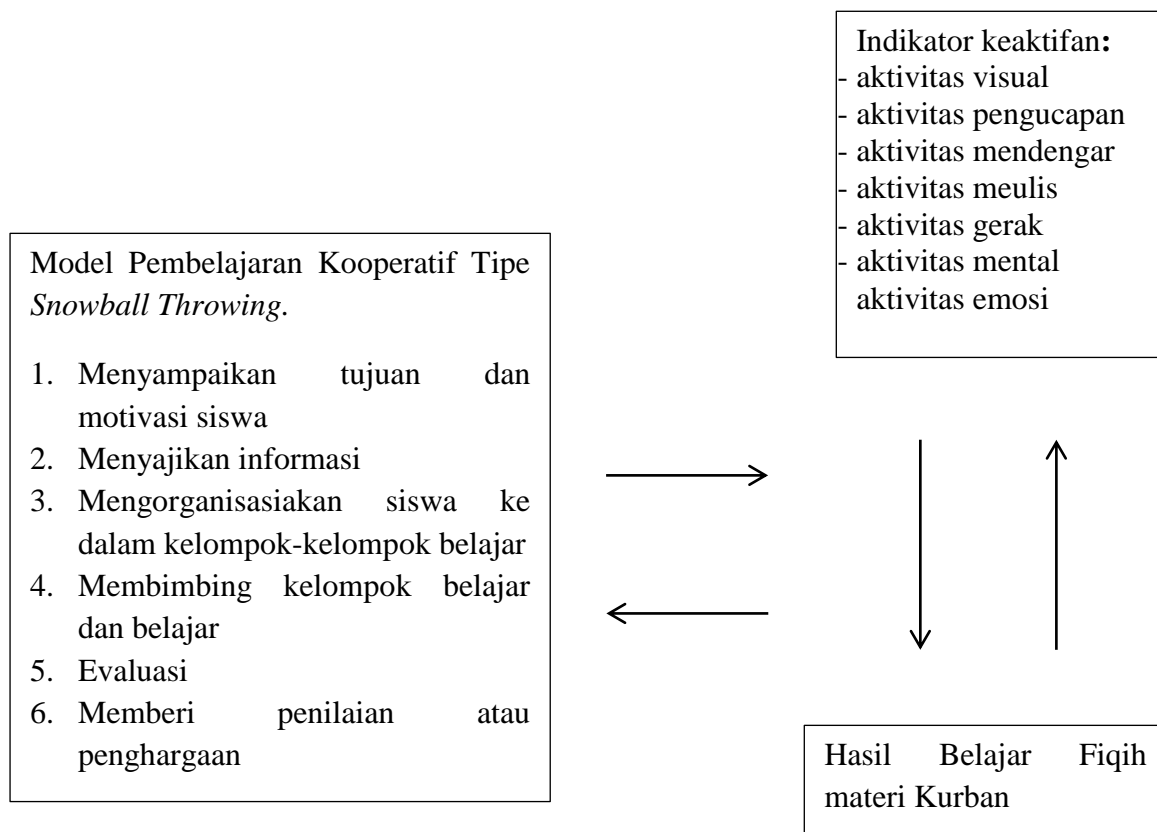 Indikator keaktifan:
- aktivitas visual
- aktivitas pengucapan
- aktivitas mendengar
- aktivitas meulis
- aktivitas gerak
- aktivitas mental
aktivitas emosi
Model Pembelajaran Kooperatif Tipe
Snowball Throwing.
1. Menyampaikan tujuan dan
motivasi siswa
2. Menyajikan informasi
3. Mengorganisasiakan siswa ke
dalam kelompok-kelompok belajar
4. Membimbing kelompok belajar
dan belajar
5. Evaluasi
6. Memberi penilaian atau
penghargaan
Hasil Belajar Fiqih
materi Kurban